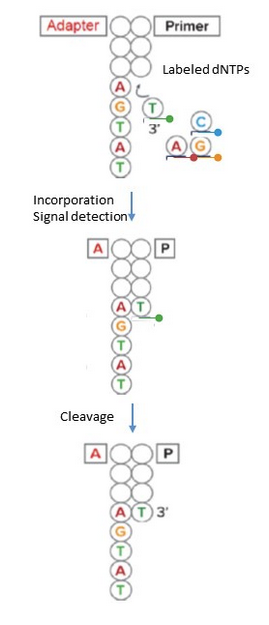 Adapter Primer
Labeled dNTPs
A
G T
3' C
T
A A G
T
Incorporation
Signal detection
A P
A T
G
T
A
T
Cleavage
A P
A T 3'
G
T
A
T